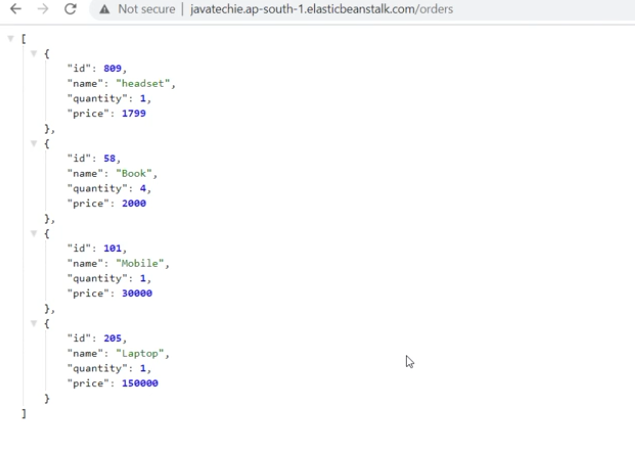 Not secure | javatechie.ap-south-1.elasticbeanstalk.com/orders
[
{
"id": 809,
"name": "headset",
"quantity": 1,
"price": 1799
},
{
"id": 58,
"name": "Book",
"quantity": 4,
"price": 2000
},
{
"id": 101,
"name": "Mobile",
"quantity": 1,
"price": 30000
},
{
"id": 205,
"name": "Laptop",
"quantity": 1,
"price": 150000
}
]